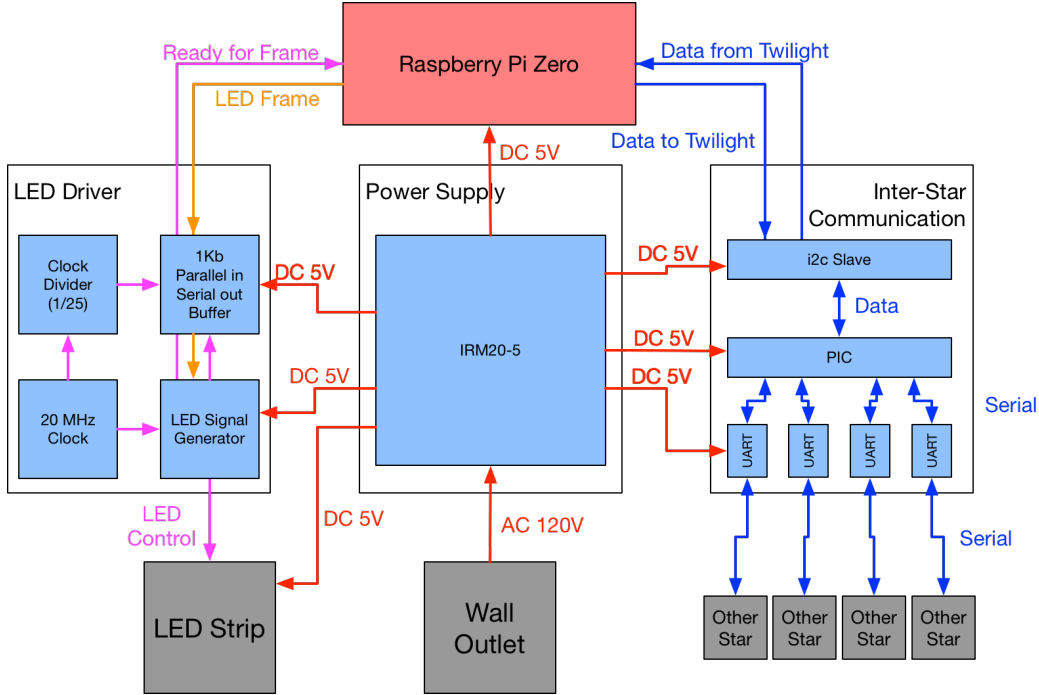 Raspberry Pi Zero
Ready for Frame
LED Frame
Data from Twilight
Data to Twilight
DC 5V
LED Driver
Power Supply
Inter-Star
Communication
Clock
Divider
(1/25)
1Kb
Parallel in
Serial out
Buffer
DC 5V
IRM20-5
DC 5V
i2c Slave
Data
DC 5V
PIC
DC 5V
DC 5V
20 MHz
Clock
LED Signal
Generator
Serial
UART
UART
UART
UART
LED
Control
DC 5V
AC 120V
Serial
LED Strip
Wall
Outlet
Other
Star
Other
Star
Other
Star
Other
Star